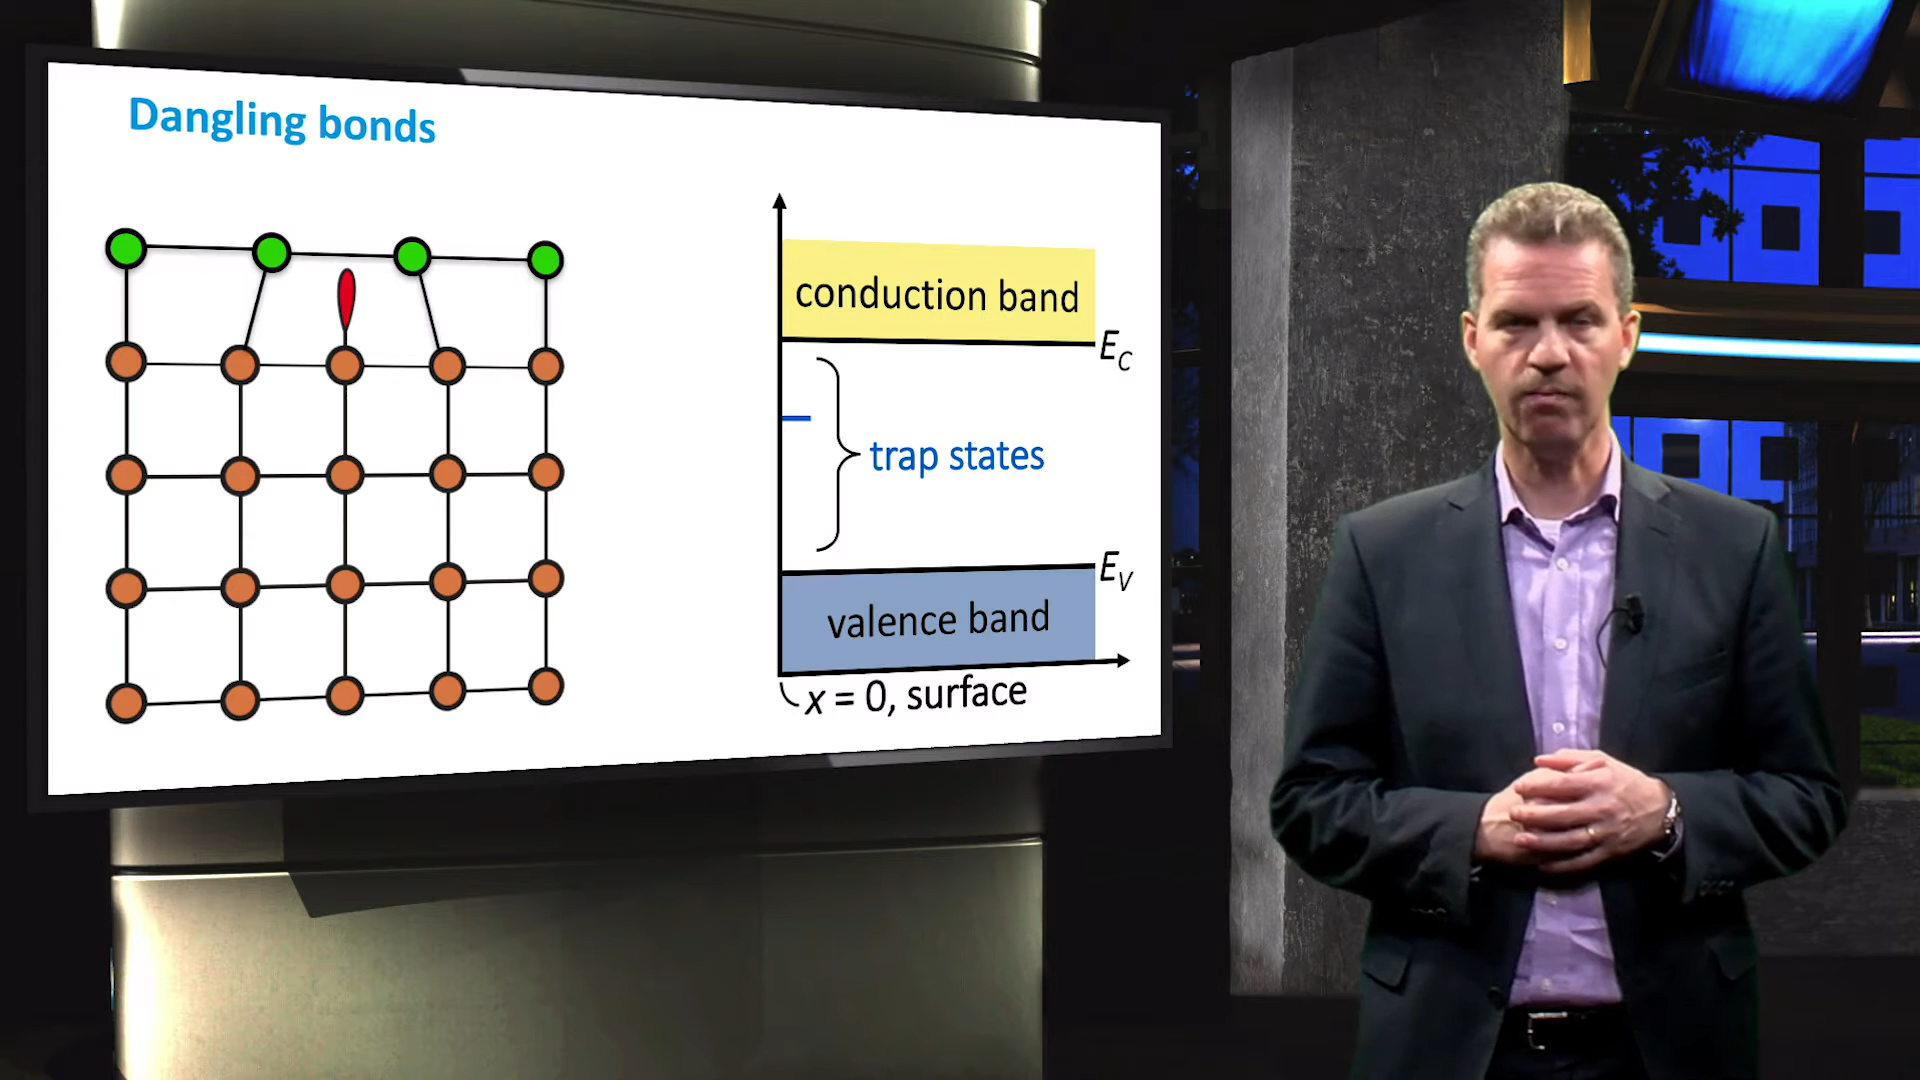 Dangling bonds
conduction band
E_C
trap states
E_V
valence band
x = 0, surface